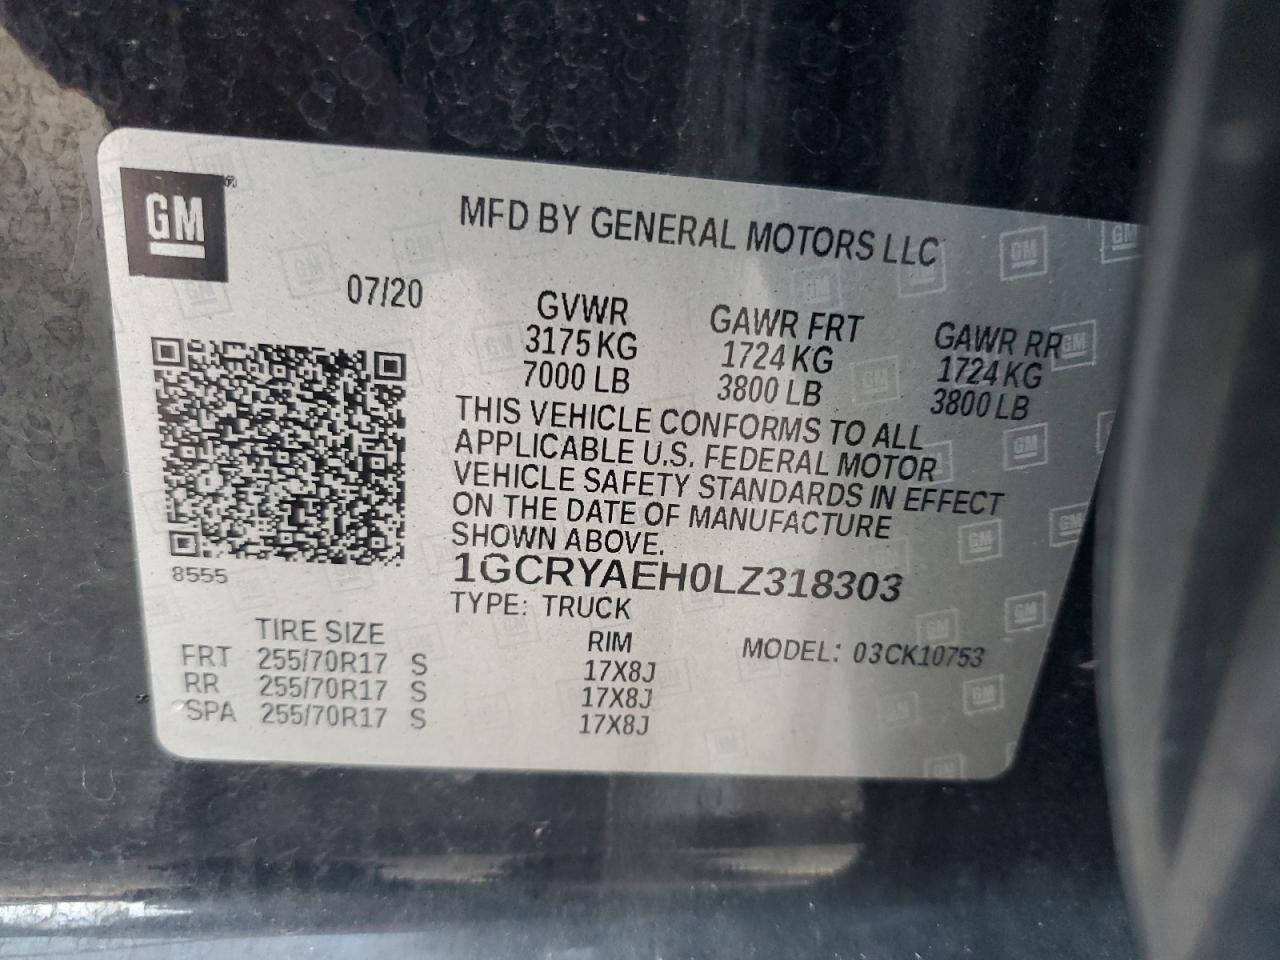 GM
MFD BY GENERAL MOTORS LLC
07/20
GVWR GAWR FRT GAWR RR
3175 KG 1724 KG 1724 KG
7000 LB 3800 LB 3800 LB
THIS VEHICLE CONFORMS TO ALL
APPLICABLE U.S. FEDERAL MOTOR
VEHICLE SAFETY STANDARDS IN EFFECT
ON THE DATE OF MANUFACTURE
SHOWN ABOVE.
8555
1GCRYAEH0LZ318303
TYPE: TRUCK
TIRE SIZE RIM MODEL: 03CK10753
FRT 255/70R17 S 17X8J
RR 255/70R17 S 17X8J
SPA 255/70R17 S 17X8J